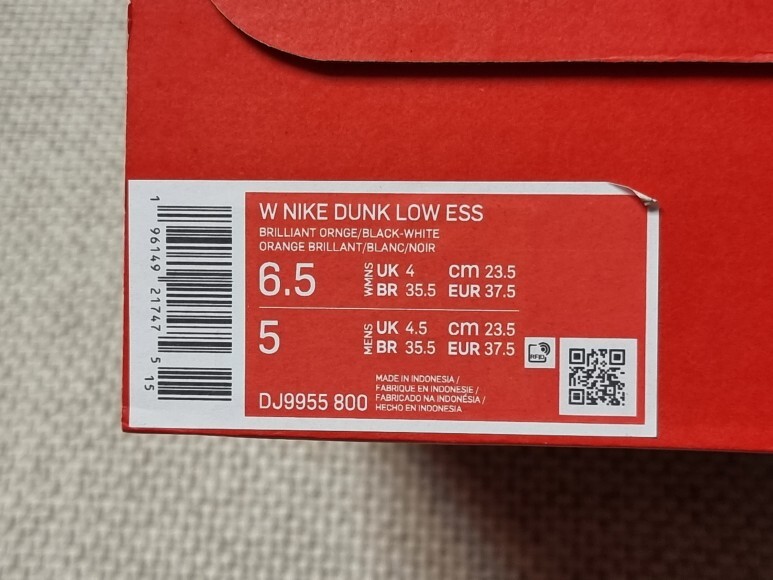 W NIKE DUNK LOW ESS
BRILLIANT ORNGE/BLACK-WHITE
ORANGE BRILLANT/BLANC/NOIR
6.5 WMNS UK 4 cm 23.5
BR 35.5 EUR 37.5
5 MENS UK 4.5 cm 23.5
BR 35.5 EUR 37.5
RFID
MADE IN INDONESIA /
FABRIQUE EN INDONESIE /
FABRICADO NA INDONÉSIA /
HECHO EN INDONESIA
DJ9955 800
1 96149 21747 5 15